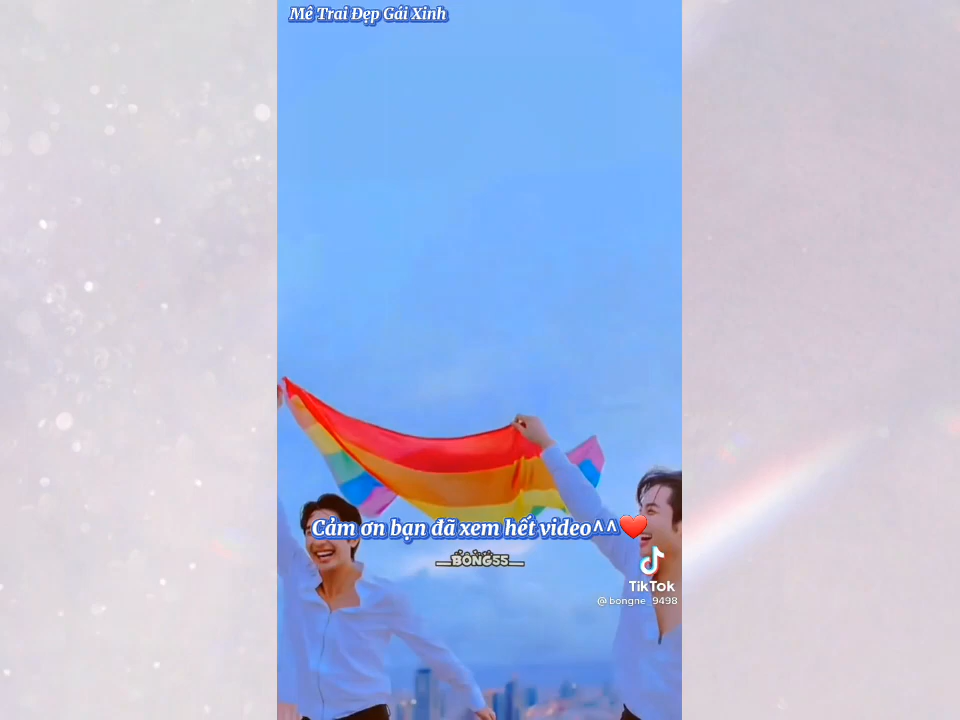 Mê Trai Đẹp Gái Xinh
Cảm ơn bạn đã xem hết video^^❤️
BÔNG55
TikTok
@bongne_9498